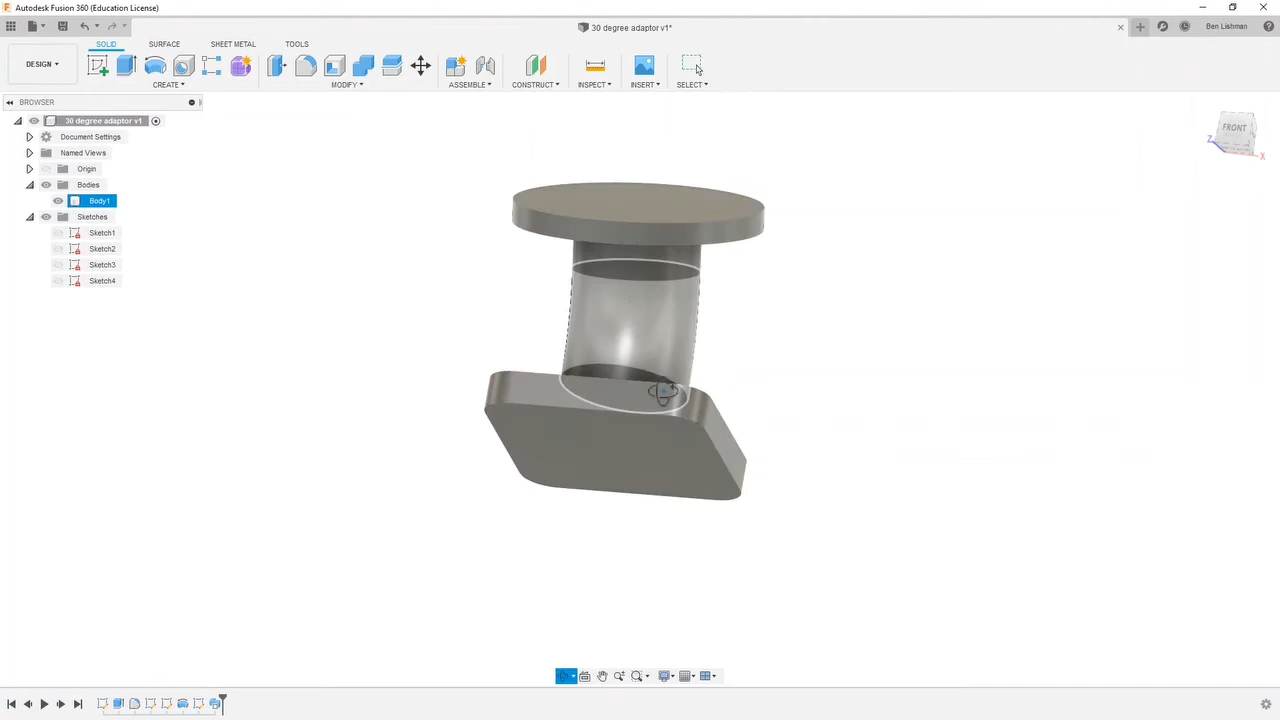 Autodesk Fusion 360 (Education License)
30 degree adaptor v1*
Ben Lishman
SOLID SURFACE SHEET METAL TOOLS
DESIGN
CREATE MODIFY ASSEMBLE CONSTRUCT INSPECT INSERT SELECT
BROWSER
30 degree adaptor v1
Document Settings
Named Views
Origin
Bodies
Body1
Sketches
Sketch1
Sketch2
Sketch3
Sketch4
FRONT
Z
X